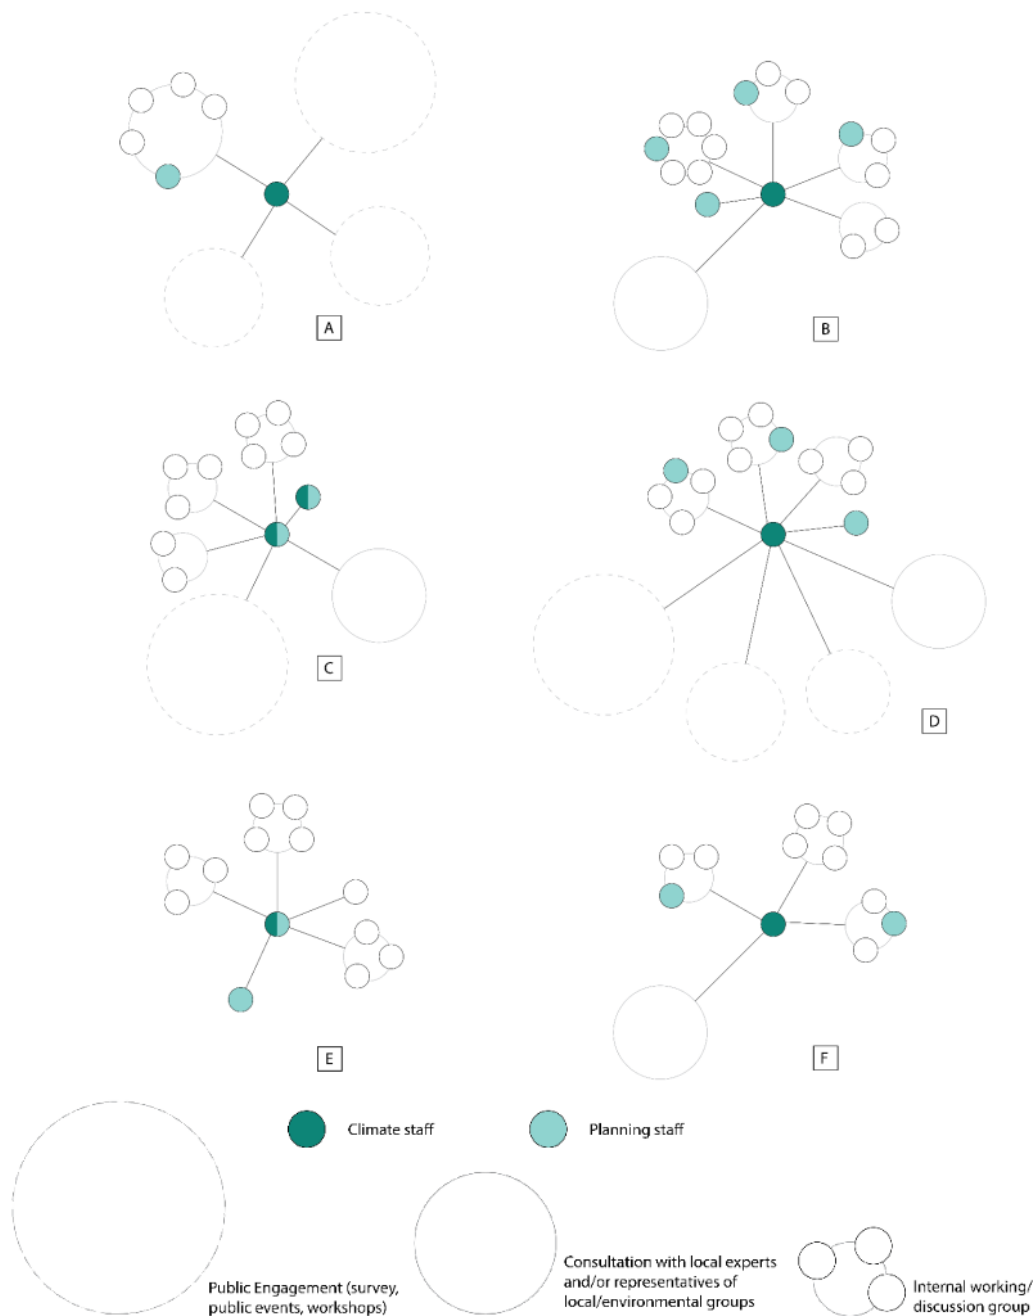 A
B
C
D
E
F
Climate staff
Planning staff
Public Engagement (survey,
public events, workshops)
Consultation with local experts
and/or representatives of
local/environmental groups
Internal working/
discussion group